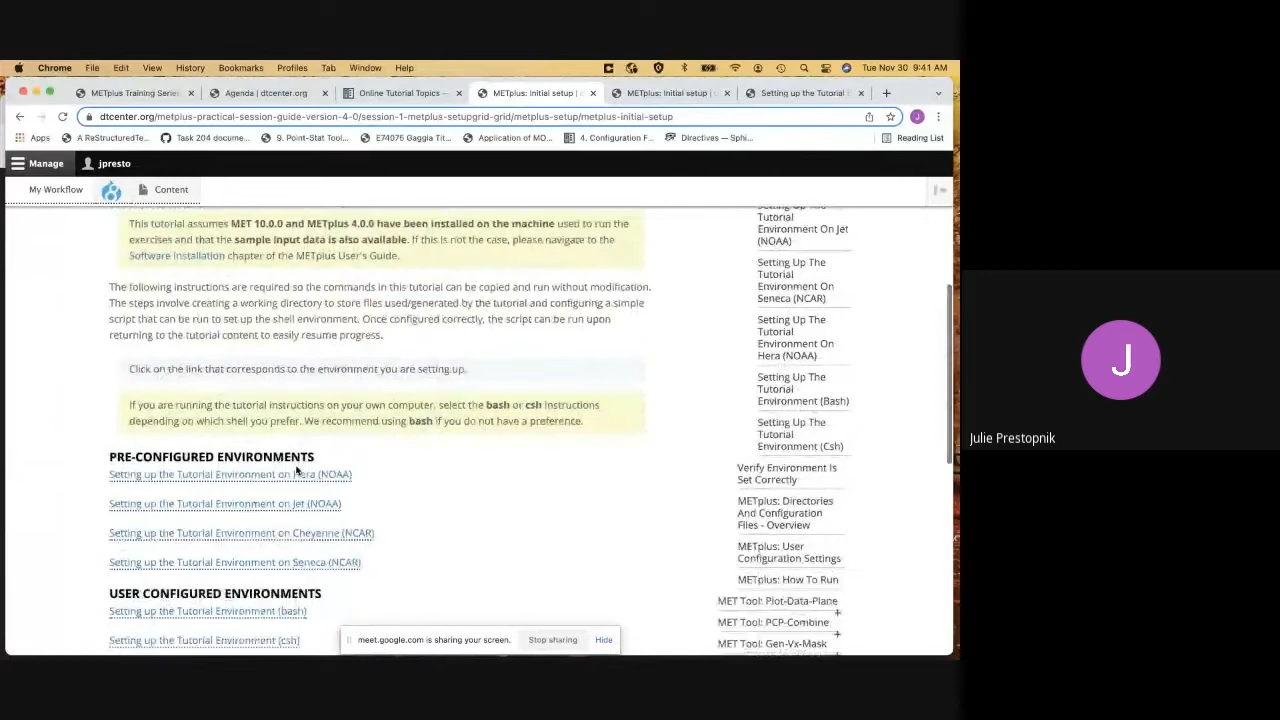 Chrome File Edit View History Bookmarks Profiles Tab Window Help Tue Nov 30 9:41 AM
METplus Training Series Agenda | dtcenter.org Online Tutorial Topics — METplus: Initial setup | METplus: Initial setup | Setting up the Tutorial
dtcenter.org/metplus-practical-session-guide-version-4-0/session-1-metplus-setupgrid-grid/metplus-setup/metplus-initial-setup
Apps A ReStructuredTe... Task 204 docume... 9. Point-Stat Tool... E74075 Gaggia Tit... Application of MO... 4. Configuration F... Directives — Sphi... Reading List
Manage jpresto
My Workflow Content
This tutorial assumes MET 10.0.0 and METplus 4.0.0 have been installed on the machine used to run the
exercises and that the sample input data is also available. If this is not the case, please navigate to the
Software Installation chapter of the METplus User's Guide.
The following instructions are required so the commands in this tutorial can be copied and run without modification.
The steps involve creating a working directory to store files used/generated by the tutorial and configuring a simple
script that can be run to set up the shell environment. Once configured correctly, the script can be run upon
returning to the tutorial content to easily resume progress.
Click on the link that corresponds to the environment you are setting up.
If you are running the tutorial instructions on your own computer, select the bash or csh instructions
depending on which shell you prefer. We recommend using bash if you do not have a preference.
PRE-CONFIGURED ENVIRONMENTS
Setting up the Tutorial Environment on Hera (NOAA)
Setting up the Tutorial Environment on Jet (NOAA)
Setting up the Tutorial Environment on Cheyenne (NCAR)
Setting up the Tutorial Environment on Seneca (NCAR)
USER CONFIGURED ENVIRONMENTS
Setting up the Tutorial Environment (bash)
Setting up the Tutorial Environment (csh)
Setting Up The
Tutorial
Environment On Jet
(NOAA)
Setting Up The
Tutorial
Environment On
Seneca (NCAR)
Setting Up The
Tutorial
Environment On
Hera (NOAA)
Setting Up The
Tutorial
Environment (Bash)
Setting Up The
Tutorial
Environment (Csh)
Verify Environment Is
Set Correctly
METplus: Directories
And Configuration
Files - Overview
METplus: User
Configuration Settings
METplus: How To Run
MET Tool: Plot-Data-Plane
MET Tool: PCP-Combine
MET Tool: Gen-Vx-Mask
meet.google.com is sharing your screen. Stop sharing Hide
J
Julie Prestopnik